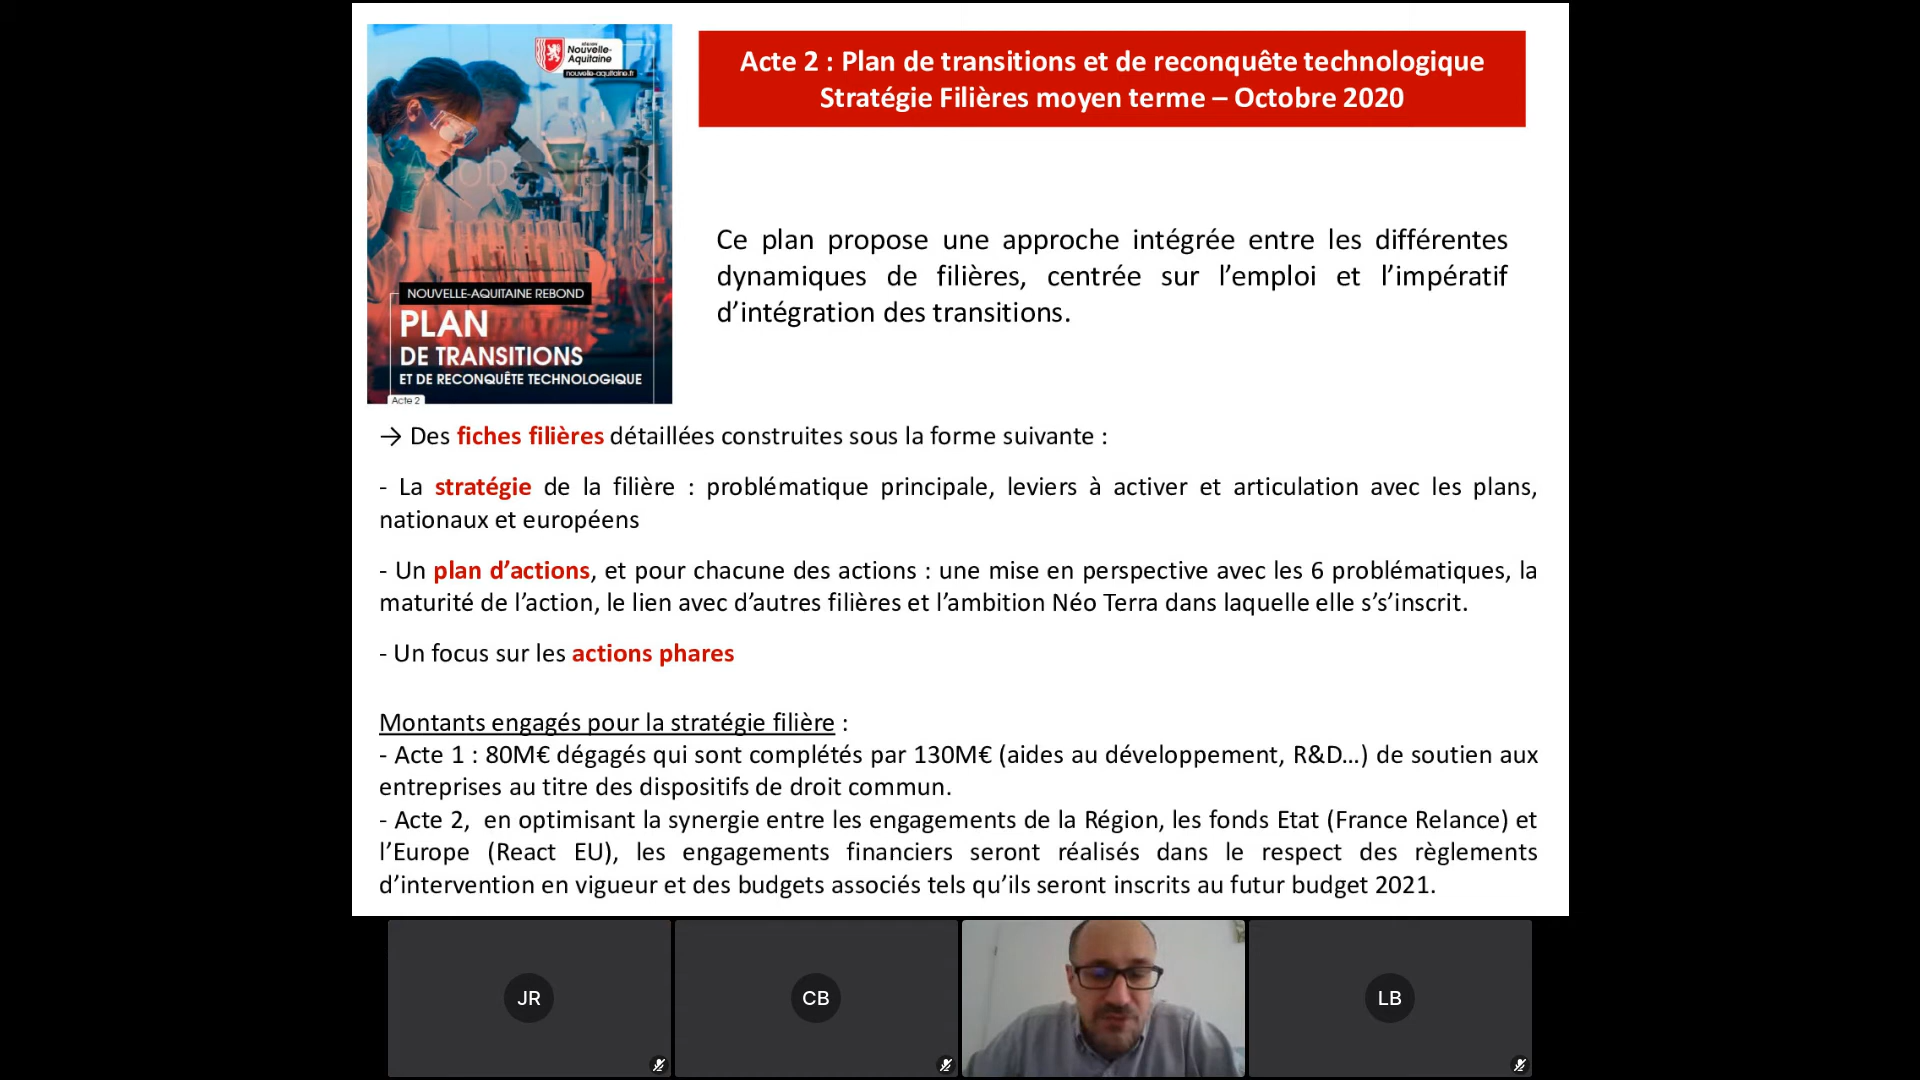 RÉGION
Nouvelle-
Aquitaine
nouvelle-aquitaine.fr
Adobe Stock
NOUVELLE-AQUITAINE REBOND
PLAN
DE TRANSITIONS
ET DE RECONQUÊTE TECHNOLOGIQUE
Acte 2
Acte 2 : Plan de transitions et de reconquête technologique
Stratégie Filières moyen terme – Octobre 2020
Ce plan propose une approche intégrée entre les différentes
dynamiques de filières, centrée sur l’emploi et l’impératif
d’intégration des transitions.
→ Des fiches filières détaillées construites sous la forme suivante :
- La stratégie de la filière : problématique principale, leviers à activer et articulation avec les plans,
nationaux et européens
- Un plan d’actions, et pour chacune des actions : une mise en perspective avec les 6 problématiques, la
maturité de l’action, le lien avec d’autres filières et l’ambition Néo Terra dans laquelle elle s’s’inscrit.
- Un focus sur les actions phares
Montants engagés pour la stratégie filière :
- Acte 1 : 80M€ dégagés qui sont complétés par 130M€ (aides au développement, R&D…) de soutien aux
entreprises au titre des dispositifs de droit commun.
- Acte 2, en optimisant la synergie entre les engagements de la Région, les fonds Etat (France Relance) et
l’Europe (React EU), les engagements financiers seront réalisés dans le respect des règlements
d’intervention en vigueur et des budgets associés tels qu’ils seront inscrits au futur budget 2021.
JR
CB
LB